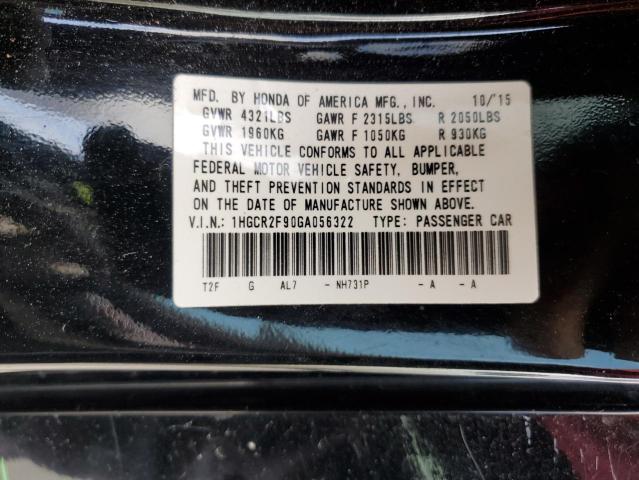 MFD. BY HONDA OF AMERICA MFG., INC. 10/'15
GVWR 4321LBS GAWR F 2315LBS R 2050LBS
GVWR 1960KG GAWR F 1050KG R 930KG
THIS VEHICLE CONFORMS TO ALL APPLICABLE
FEDERAL MOTOR VEHICLE SAFETY, BUMPER,
AND THEFT PREVENTION STANDARDS IN EFFECT
ON THE DATE OF MANUFACTURE SHOWN ABOVE.
V.I.N.: 1HGCR2F90GA056322 TYPE: PASSENGER CAR
T2F G AL7 - NH731P - A - A